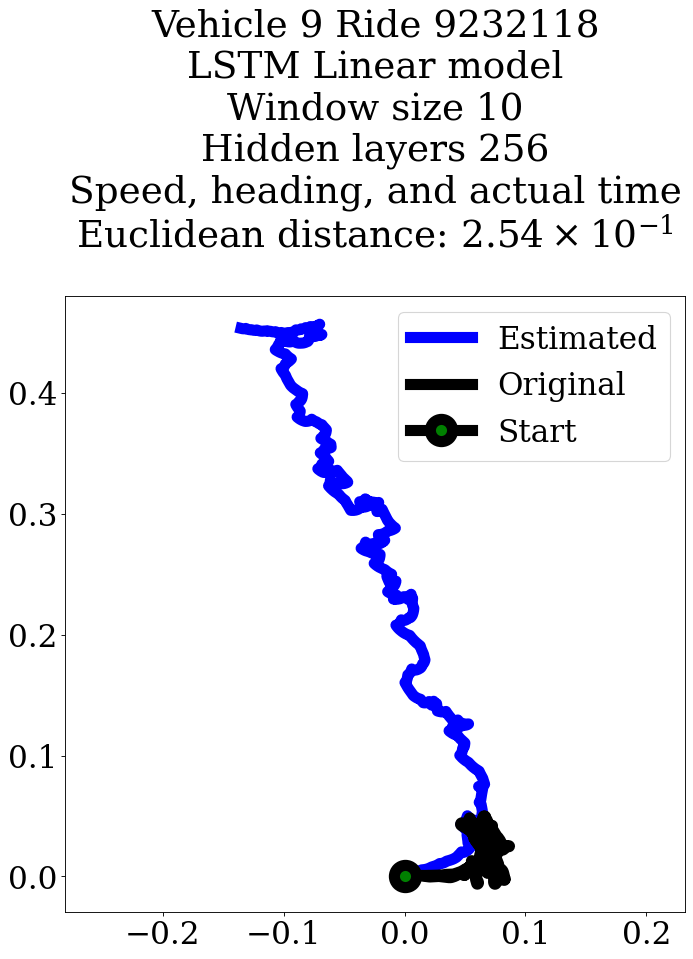 Vehicle 9 Ride 9232118
LSTM Linear model
Window size 10
Hidden layers 256
Speed, heading, and actual time
Euclidean distance: 2.54 × 10⁻¹
Estimated
Original
Start
0.4
0.3
0.2
0.1
0.0
−0.2 −0.1 0.0 0.1 0.2